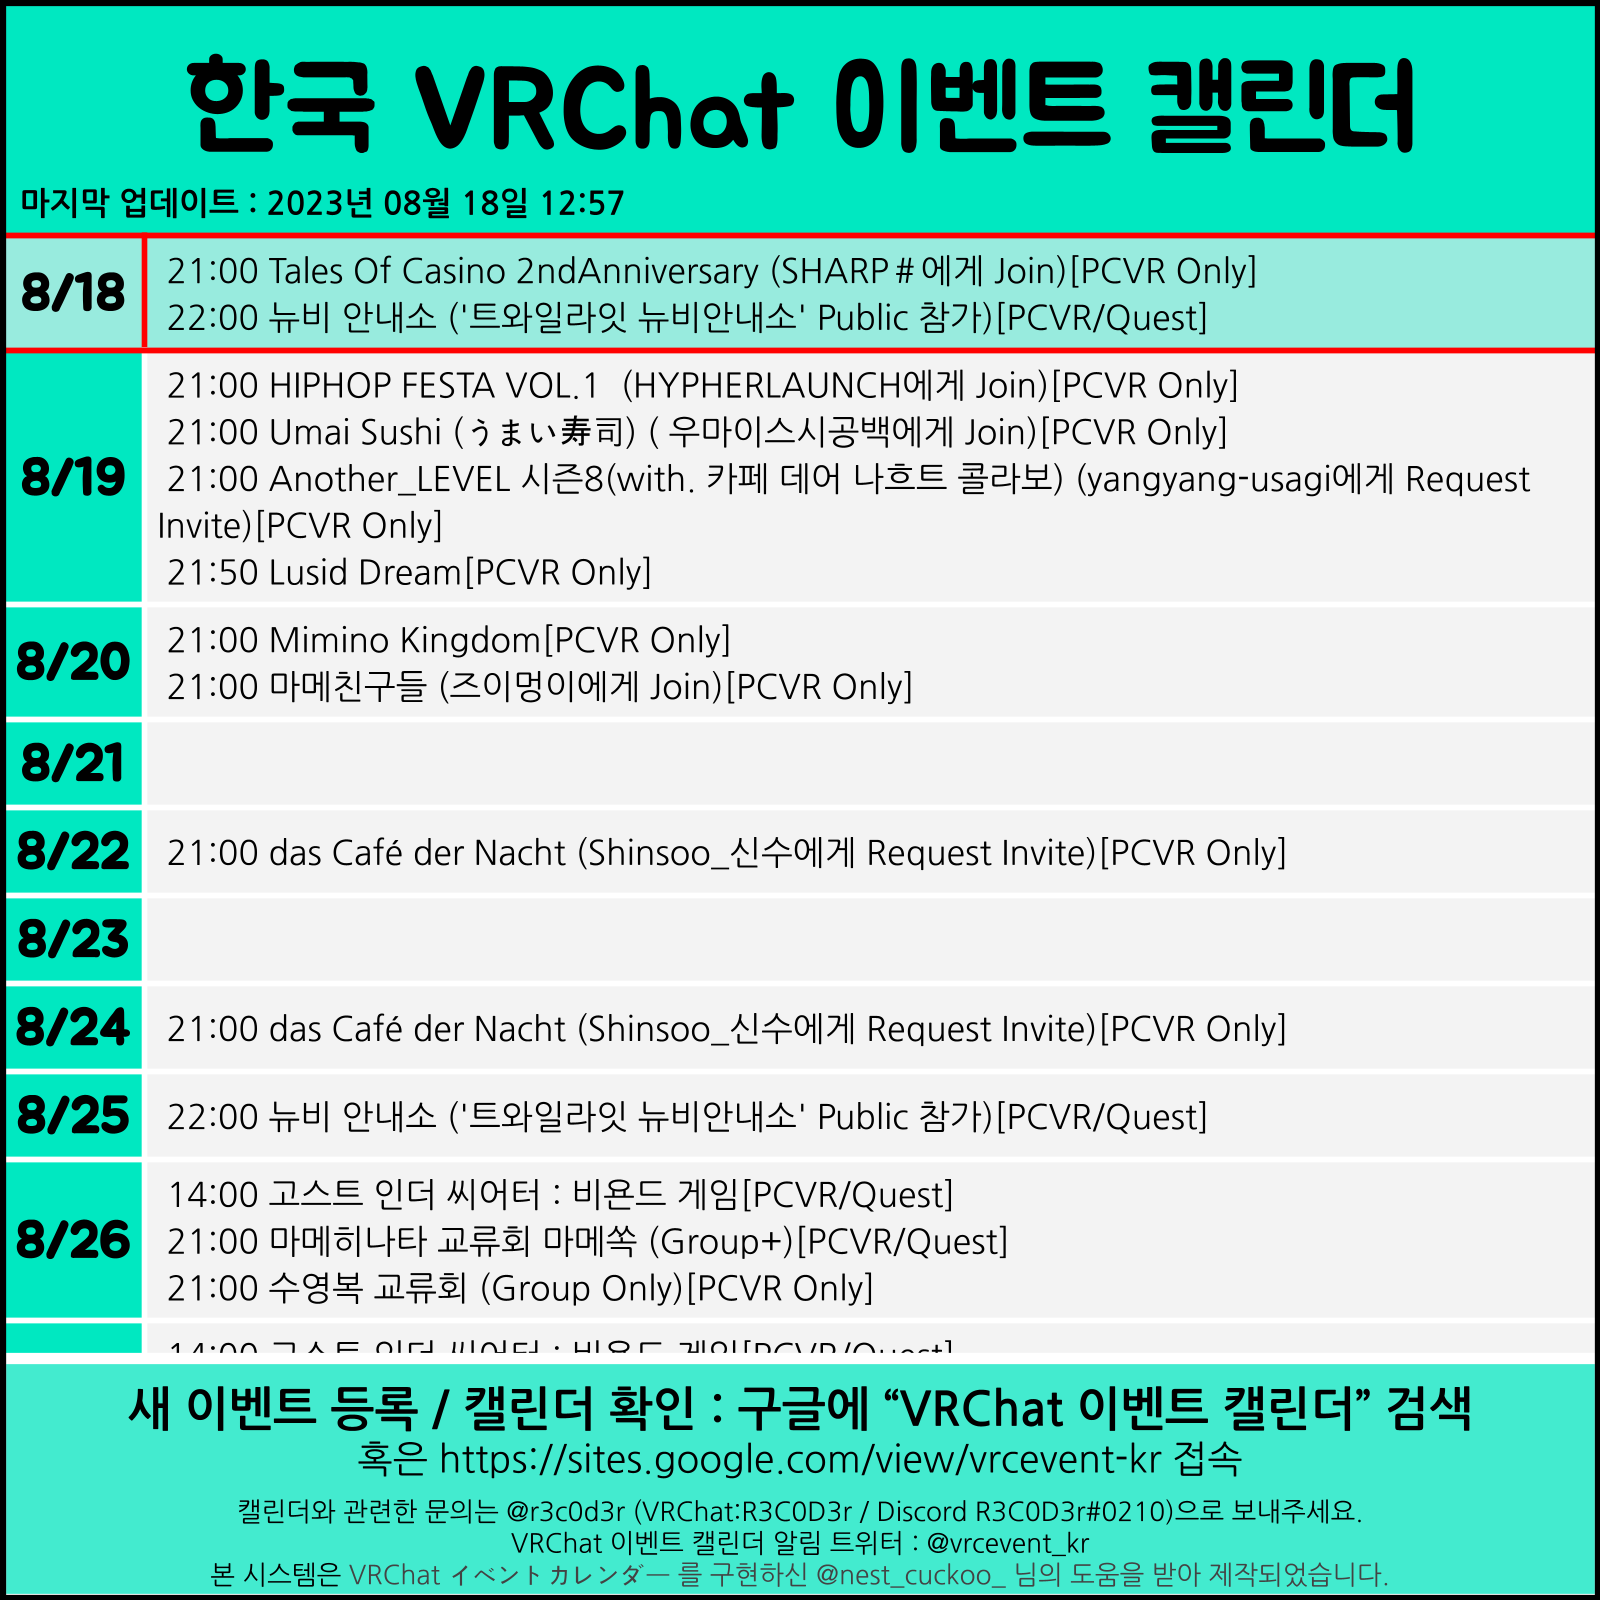 한국 VRChat 이벤트 캘린더
마지막 업데이트 : 2023년 08월 18일 12:57
8/18
21:00 Tales Of Casino 2ndAnniversary (SHARP＃에게 Join)[PCVR Only]
22:00 뉴비 안내소 ('트와일라잇 뉴비안내소' Public 참가)[PCVR/Quest]
8/19
21:00 HIPHOP FESTA VOL.1  (HYPHERLAUNCH에게 Join)[PCVR Only]
21:00 Umai Sushi (うまい寿司) ( 우마이스시공백에게 Join)[PCVR Only]
21:00 Another_LEVEL 시즌8(with. 카페 데어 나흐트 콜라보) (yangyang-usagi에게 Request
Invite)[PCVR Only]
21:50 Lusid Dream[PCVR Only]
8/20
21:00 Mimino Kingdom[PCVR Only]
21:00 마메친구들 (즈이멍이에게 Join)[PCVR Only]
8/21
8/22
21:00 das Café der Nacht (Shinsoo_신수에게 Request Invite)[PCVR Only]
8/23
8/24
21:00 das Café der Nacht (Shinsoo_신수에게 Request Invite)[PCVR Only]
8/25
22:00 뉴비 안내소 ('트와일라잇 뉴비안내소' Public 참가)[PCVR/Quest]
8/26
14:00 고스트 인더 씨어터 : 비욘드 게임[PCVR/Quest]
21:00 마메히나타 교류회 마메쏙 (Group+)[PCVR/Quest]
21:00 수영복 교류회 (Group Only)[PCVR Only]
14:00 고스트 인더 씨어터 : 비욘드 게임[PCVR/Quest]
새 이벤트 등록 / 캘린더 확인 : 구글에 “VRChat 이벤트 캘린더” 검색
혹은 https://sites.google.com/view/vrcevent-kr 접속
캘린더와 관련한 문의는 @r3c0d3r (VRChat:R3C0D3r / Discord R3C0D3r#0210)으로 보내주세요.
VRChat 이벤트 캘린더 알림 트위터 : @vrcevent_kr
본 시스템은 VRChat イベントカレンダー 를 구현하신 @nest_cuckoo_ 님의 도움을 받아 제작되었습니다.